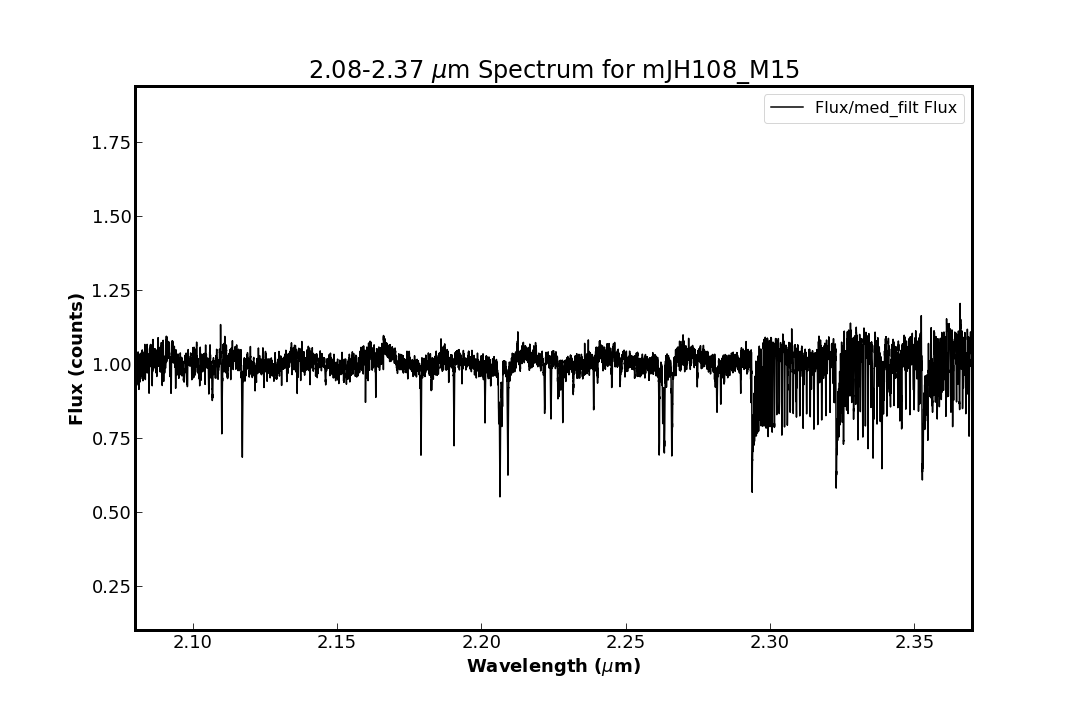 2.08-2.37 μm Spectrum for mJH108_M15
Flux/med_filt Flux
1.75
1.50
1.25
1.00
0.75
0.50
0.25
Flux (counts)
2.10 2.15 2.20 2.25 2.30 2.35
Wavelength (μm)